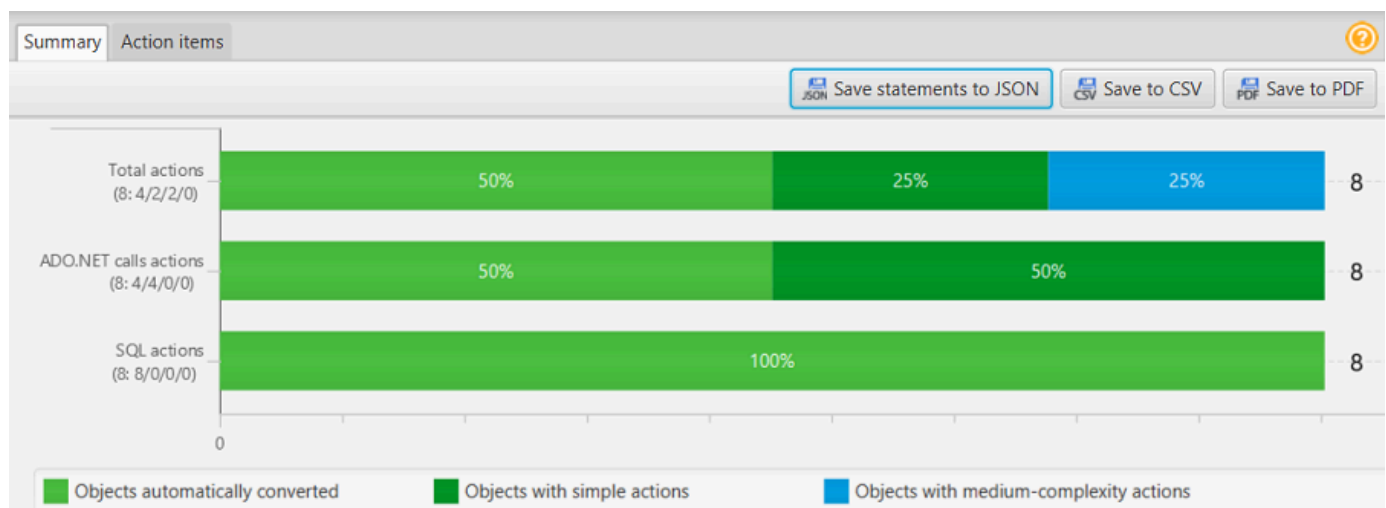 Summary Action items
JSON Save statements to JSON CSV Save to CSV PDF Save to PDF
Total actions
(8: 4/2/2/0)
50% 25% 25% 8
ADO.NET calls actions
(8: 4/4/0/0)
50% 50% 8
SQL actions
(8: 8/0/0/0)
100% 8
0
Objects automatically converted Objects with simple actions Objects with medium-complexity actions